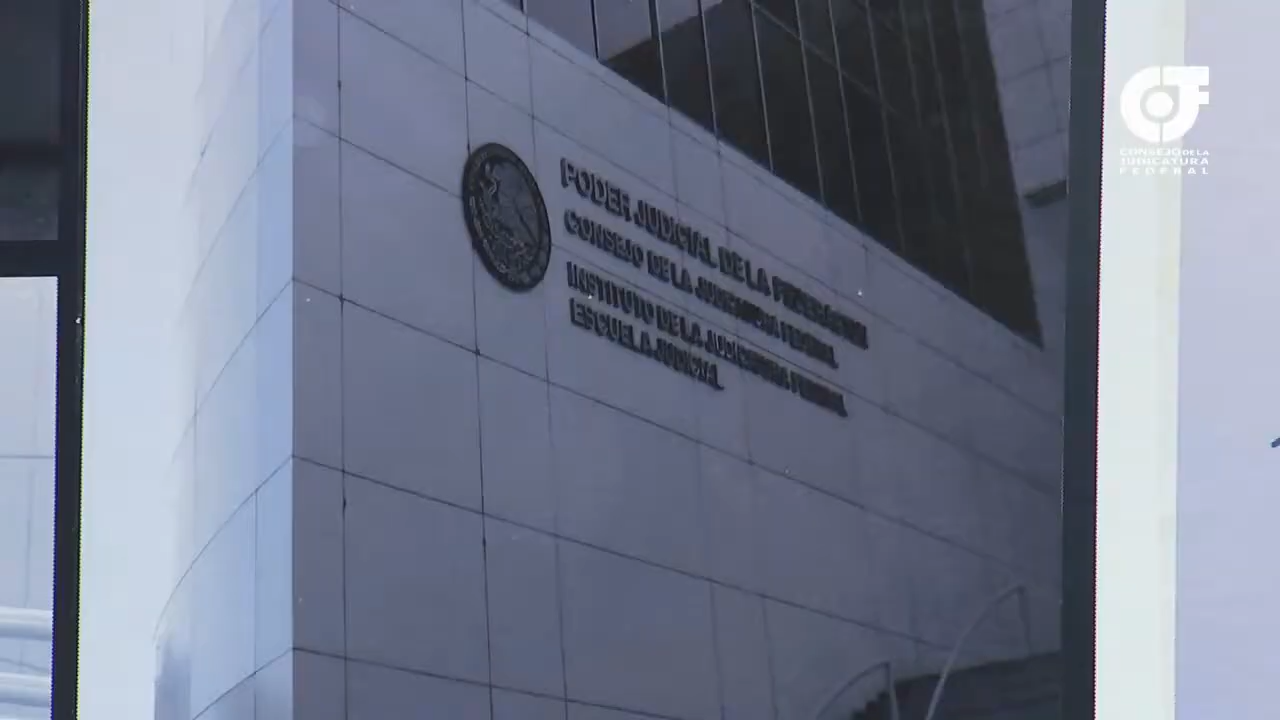 PODER JUDICIAL DE LA FEDERACIÓN
CONSEJO DE LA JUDICATURA FEDERAL
INSTITUTO DE LA JUDICATURA FEDERAL
ESCUELA JUDICIAL
CJF
CONSEJO DE LA
JUDICATURA
FEDERAL